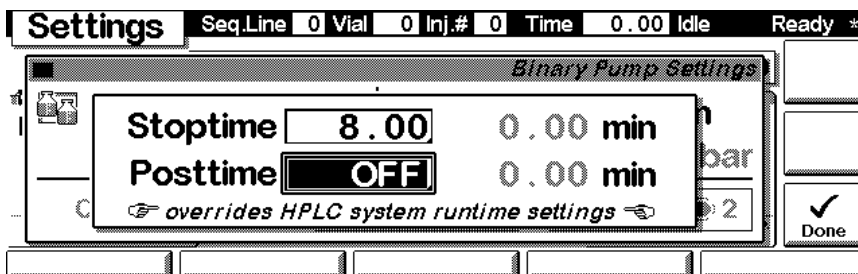 Settings Seq.Line 0 Vial 0 Inj.# 0 Time 0.00 Idle Ready *
Binary Pump Settings
Stoptime 8.00 0.00 min
Posttime OFF 0.00 min
bar
overrides HPLC system runtime settings
2
Done